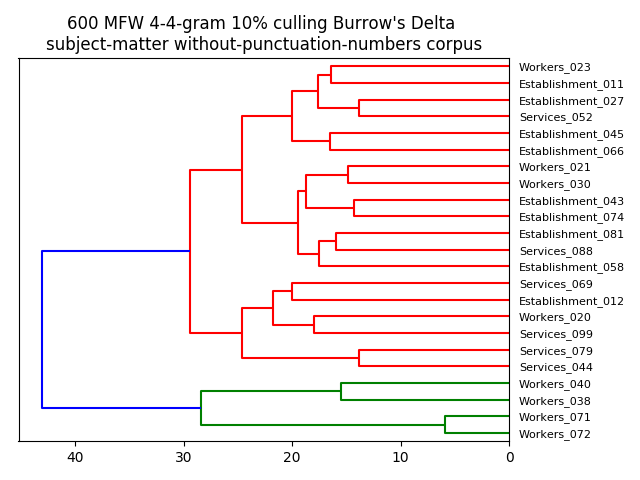 600 MFW 4-4-gram 10% culling Burrow's Delta
subject-matter without-punctuation-numbers corpus
Workers_023
Establishment_011
Establishment_027
Services_052
Establishment_045
Establishment_066
Workers_021
Workers_030
Establishment_043
Establishment_074
Establishment_081
Services_088
Establishment_058
Services_069
Establishment_012
Workers_020
Services_099
Services_079
Services_044
Workers_040
Workers_038
Workers_071
Workers_072
40 30 20 10 0